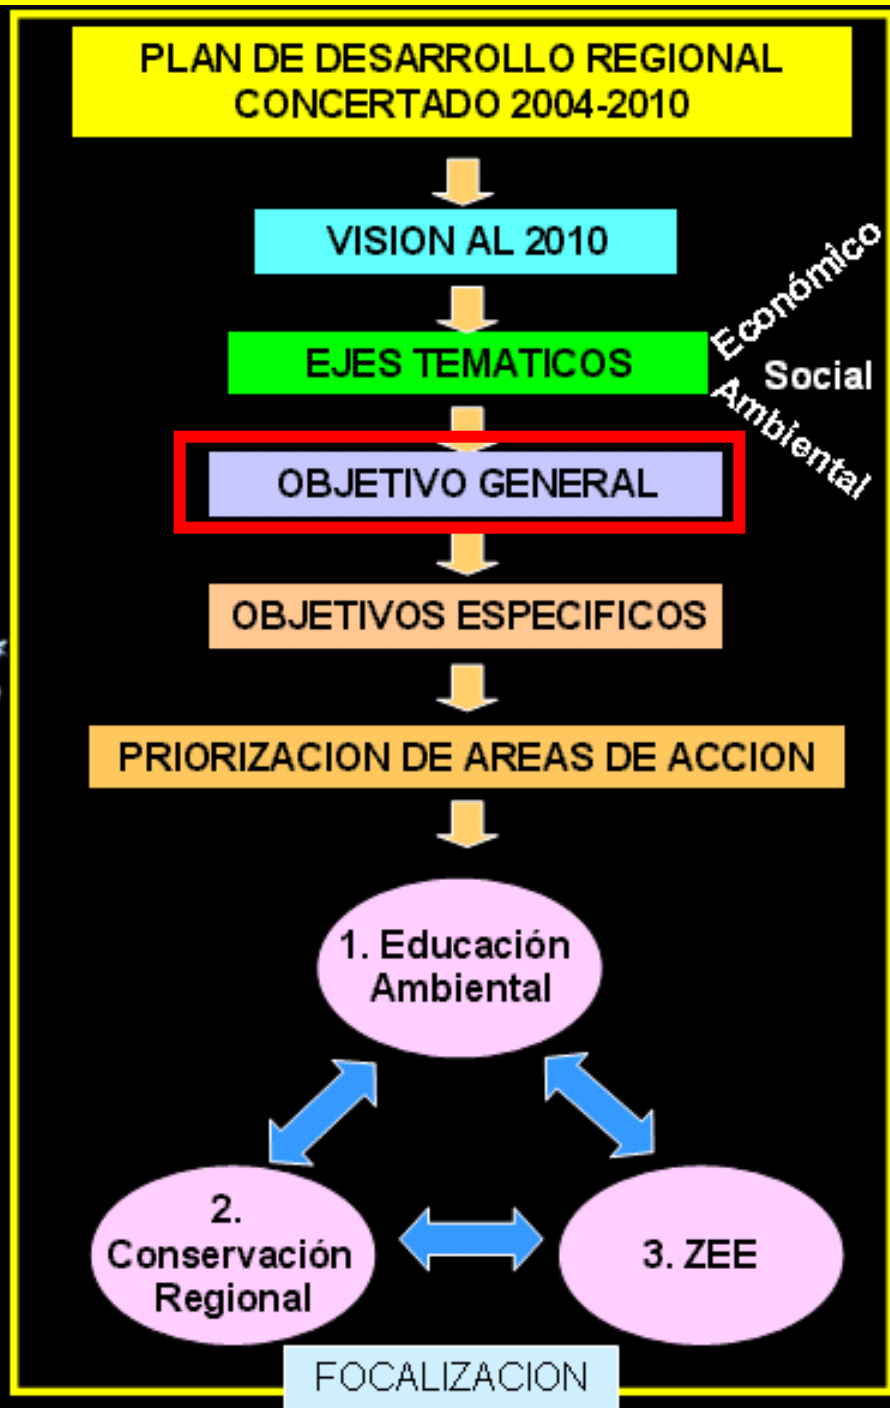 PLAN DE DESARROLLO REGIONAL
CONCERTADO 2004-2010
VISION AL 2010
EJES TEMATICOS
Económico
Social
Ambiental
OBJETIVO GENERAL
OBJETIVOS ESPECIFICOS
PRIORIZACION DE AREAS DE ACCION
1. Educación
Ambiental
2.
Conservación
Regional
3. ZEE
FOCALIZACION